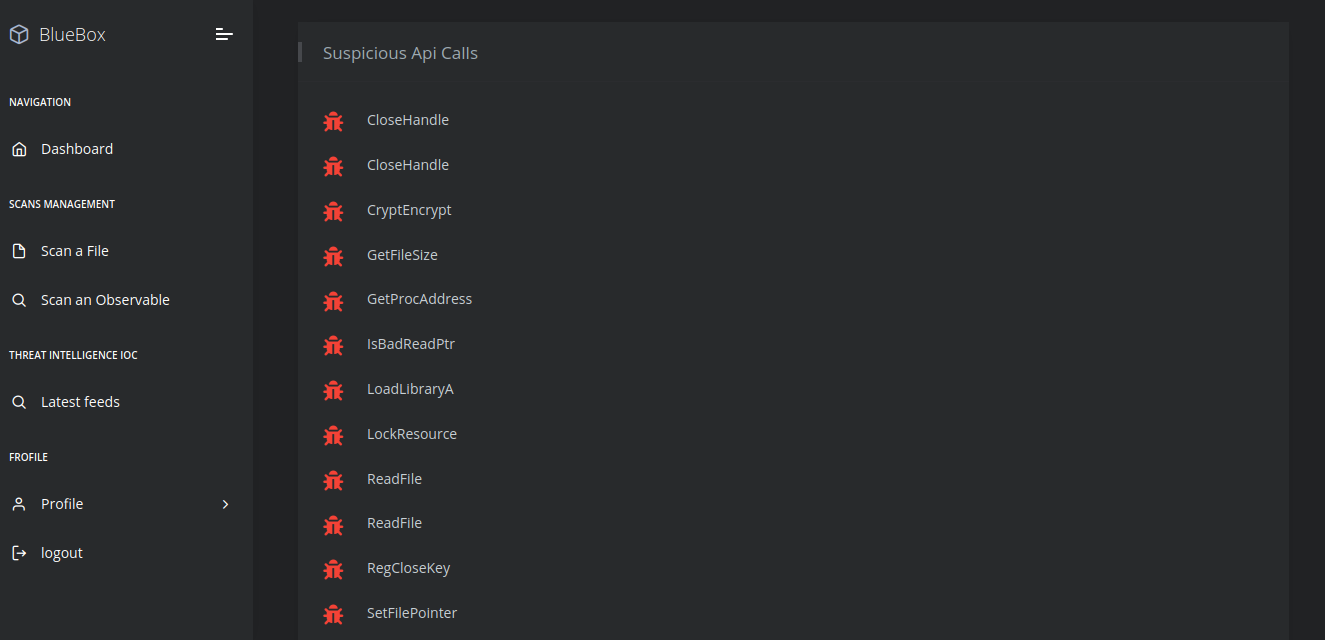 BlueBox
NAVIGATION
Dashboard
SCANS MANAGEMENT
Scan a File
Scan an Observable
THREAT INTELLIGENCE IOC
Latest feeds
FROFILE
Profile
logout
Suspicious Api Calls
CloseHandle
CloseHandle
CryptEncrypt
GetFileSize
GetProcAddress
IsBadReadPtr
LoadLibraryA
LockResource
ReadFile
ReadFile
RegCloseKey
SetFilePointer